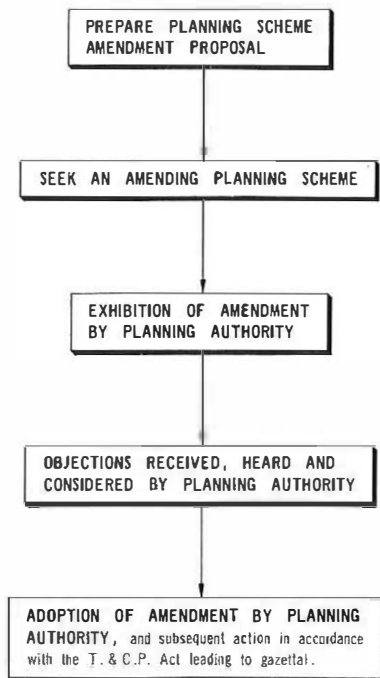 PREPARE PLANNING SCHEME
AMENDMENT PROPOSAL
SEEK AN AMENDING PLANNING SCHEME
EXHIBITION OF AMENDMENT
BY PLANNING AUTHORITY
OBJECTIONS RECEIVED, HEARD AND
CONSIDERED BY PLANNING AUTHORITY
ADOPTION OF AMENDMENT BY PLANNING
AUTHORITY, and subsequent action in accordance
with the T. & C.P. Act leading to gazettal.